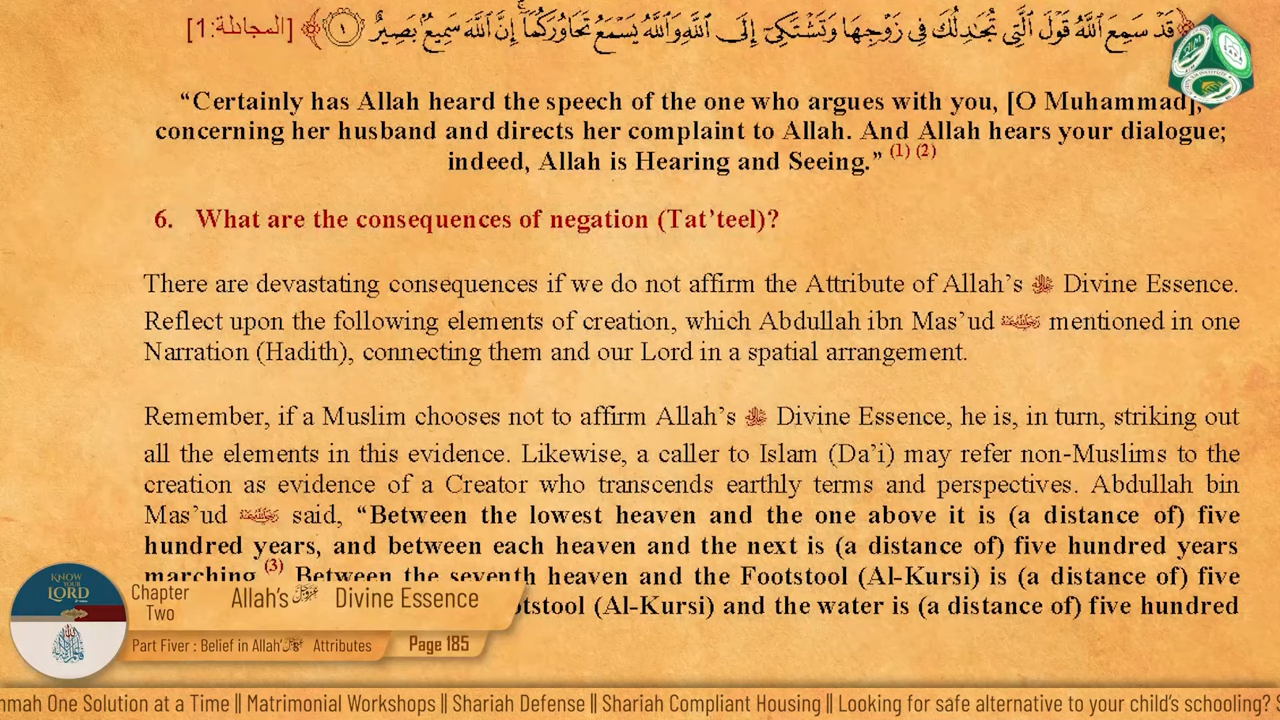 ﴿قَدْ سَمِعَ ٱللَّهُ قَوْلَ ٱلَّتِي تُجَٰدِلُكَ فِي زَوْجِهَا وَتَشْتَكِيٓ إِلَى ٱللَّهِ وَٱللَّهُ يَسْمَعُ تَحَاوُرَكُمَآ إِنَّ ٱللَّهَ سَمِيعٌۢ بَصِيرٌ ١﴾ [المجادلة:1]
“Certainly has Allah heard the speech of the one who argues with you, [O Muhammad],
concerning her husband and directs her complaint to Allah. And Allah hears your dialogue;
indeed, Allah is Hearing and Seeing.” (1) (2)
6. What are the consequences of negation (Tat’teel)?
There are devastating consequences if we do not affirm the Attribute of Allah’s Divine Essence.
Reflect upon the following elements of creation, which Abdullah ibn Mas’ud mentioned in one
Narration (Hadith), connecting them and our Lord in a spatial arrangement.
Remember, if a Muslim chooses not to affirm Allah’s Divine Essence, he is, in turn, striking out
all the elements in this evidence. Likewise, a caller to Islam (Da’i) may refer non-Muslims to the
creation as evidence of a Creator who transcends earthly terms and perspectives. Abdullah bin
Mas’ud said, “Between the lowest heaven and the one above it is (a distance of) five
hundred years, and between each heaven and the next is (a distance of) five hundred years
marching. (3) Between the seventh heaven and the Footstool (Al-Kursi) is (a distance of) five
otstool (Al-Kursi) and the water is (a distance of) five hundred
KNOW YOUR LORD
Chapter Two
Allah’s Divine Essence
Part Fiver : Belief in Allah’s Attributes
Page 185
mmah One Solution at a Time || Matrimonial Workshops || Shariah Defense || Shariah Compliant Housing || Looking for safe alternative to your child’s schooling? S